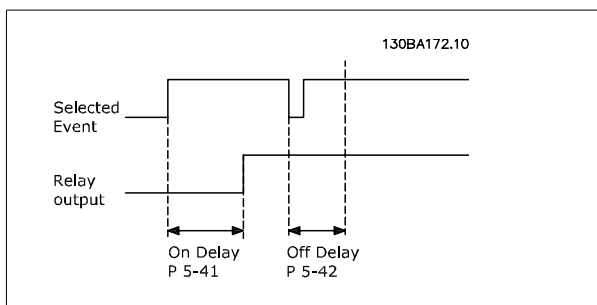 130BA172.10
Selected
Event
Relay
output
On Delay
P 5-41
Off Delay
P 5-42